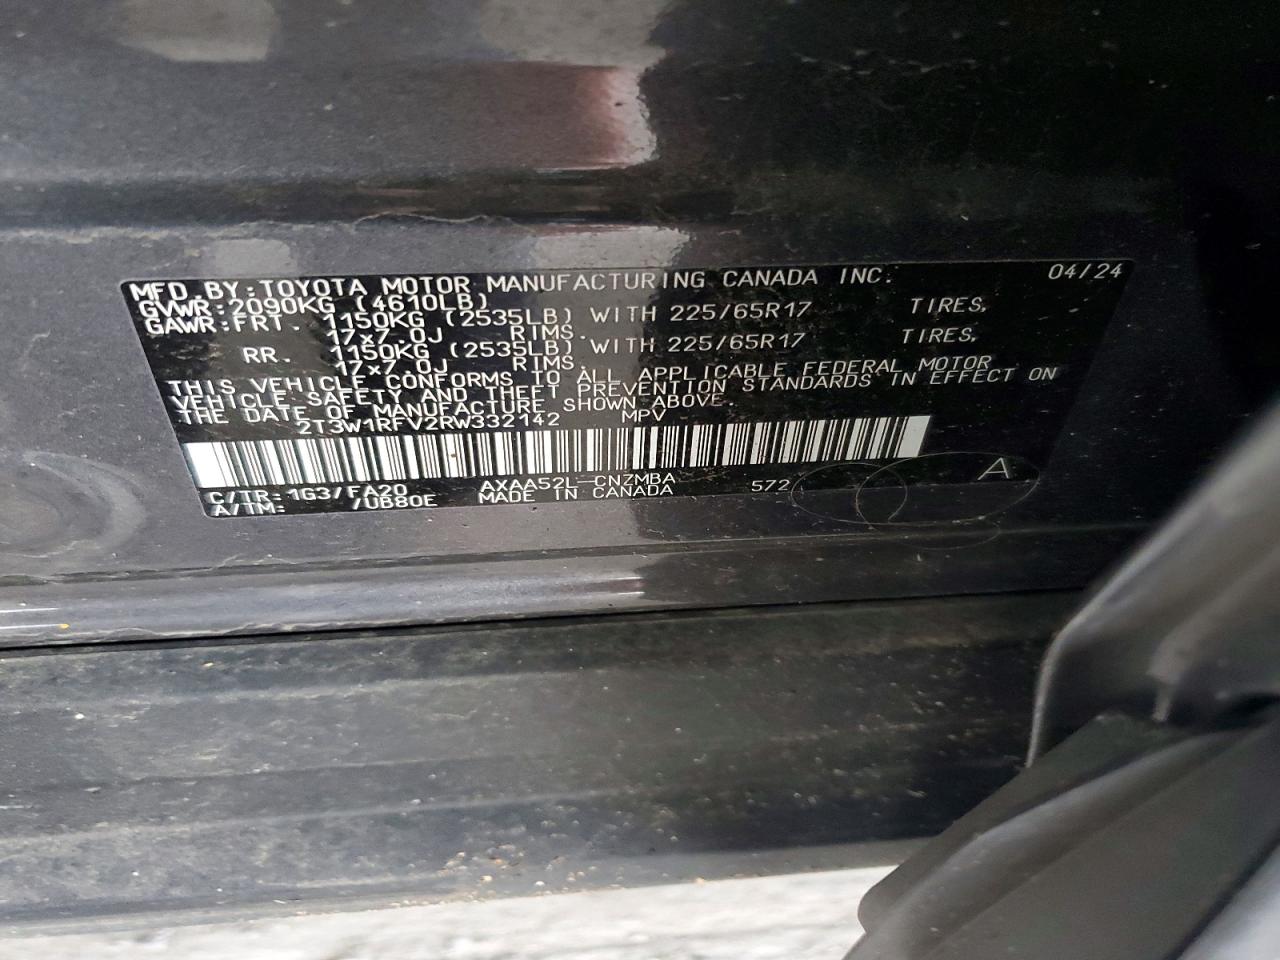 MFD BY:TOYOTA MOTOR MANUFACTURING CANADA INC. 04/24
GVWR:2090KG (4610LB)
GAWR:FRT. 1150KG (2535LB) WITH 225/65R17 TIRES,
17x7.0J RIMS.
RR. 1150KG (2535LB) WITH 225/65R17 TIRES,
17x7.0J RIMS.
THIS VEHICLE CONFORMS TO ALL APPLICABLE FEDERAL MOTOR
VEHICLE SAFETY AND THEFT PREVENTION STANDARDS IN EFFECT ON
THE DATE OF MANUFACTURE SHOWN ABOVE.
2T3W1RFV2RW332142 MPV
C/TR:1G3/FA20 AXAA52L-CNZMBA 572 A
A/TM: /UB80E MADE IN CANADA